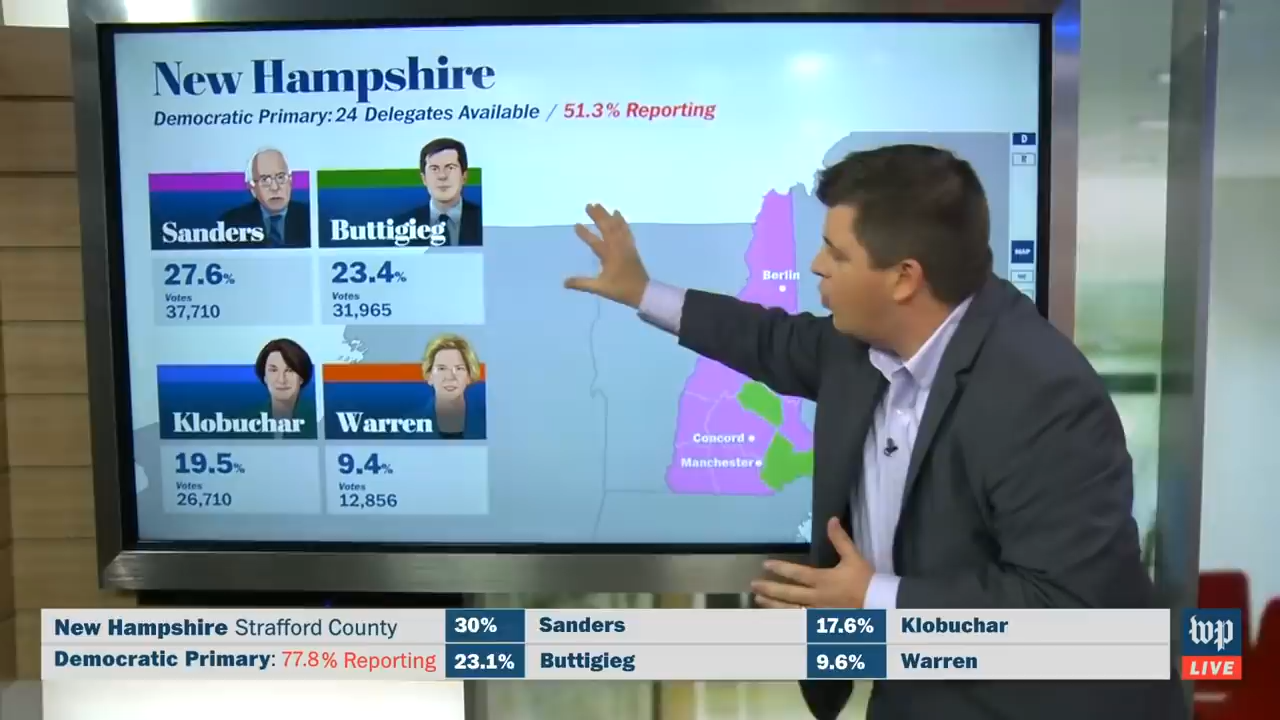 New Hampshire
Democratic Primary: 24 Delegates Available / 51.3% Reporting
Sanders
27.6%
Votes
37,710
Buttigieg
23.4%
Votes
31,965
Klobuchar
19.5%
Votes
26,710
Warren
9.4%
Votes
12,856
Berlin
Concord
Manchester
D
R
MAP
New Hampshire Strafford County
Democratic Primary: 77.8% Reporting
30% Sanders
23.1% Buttigieg
17.6% Klobuchar
9.6% Warren
wp
LIVE